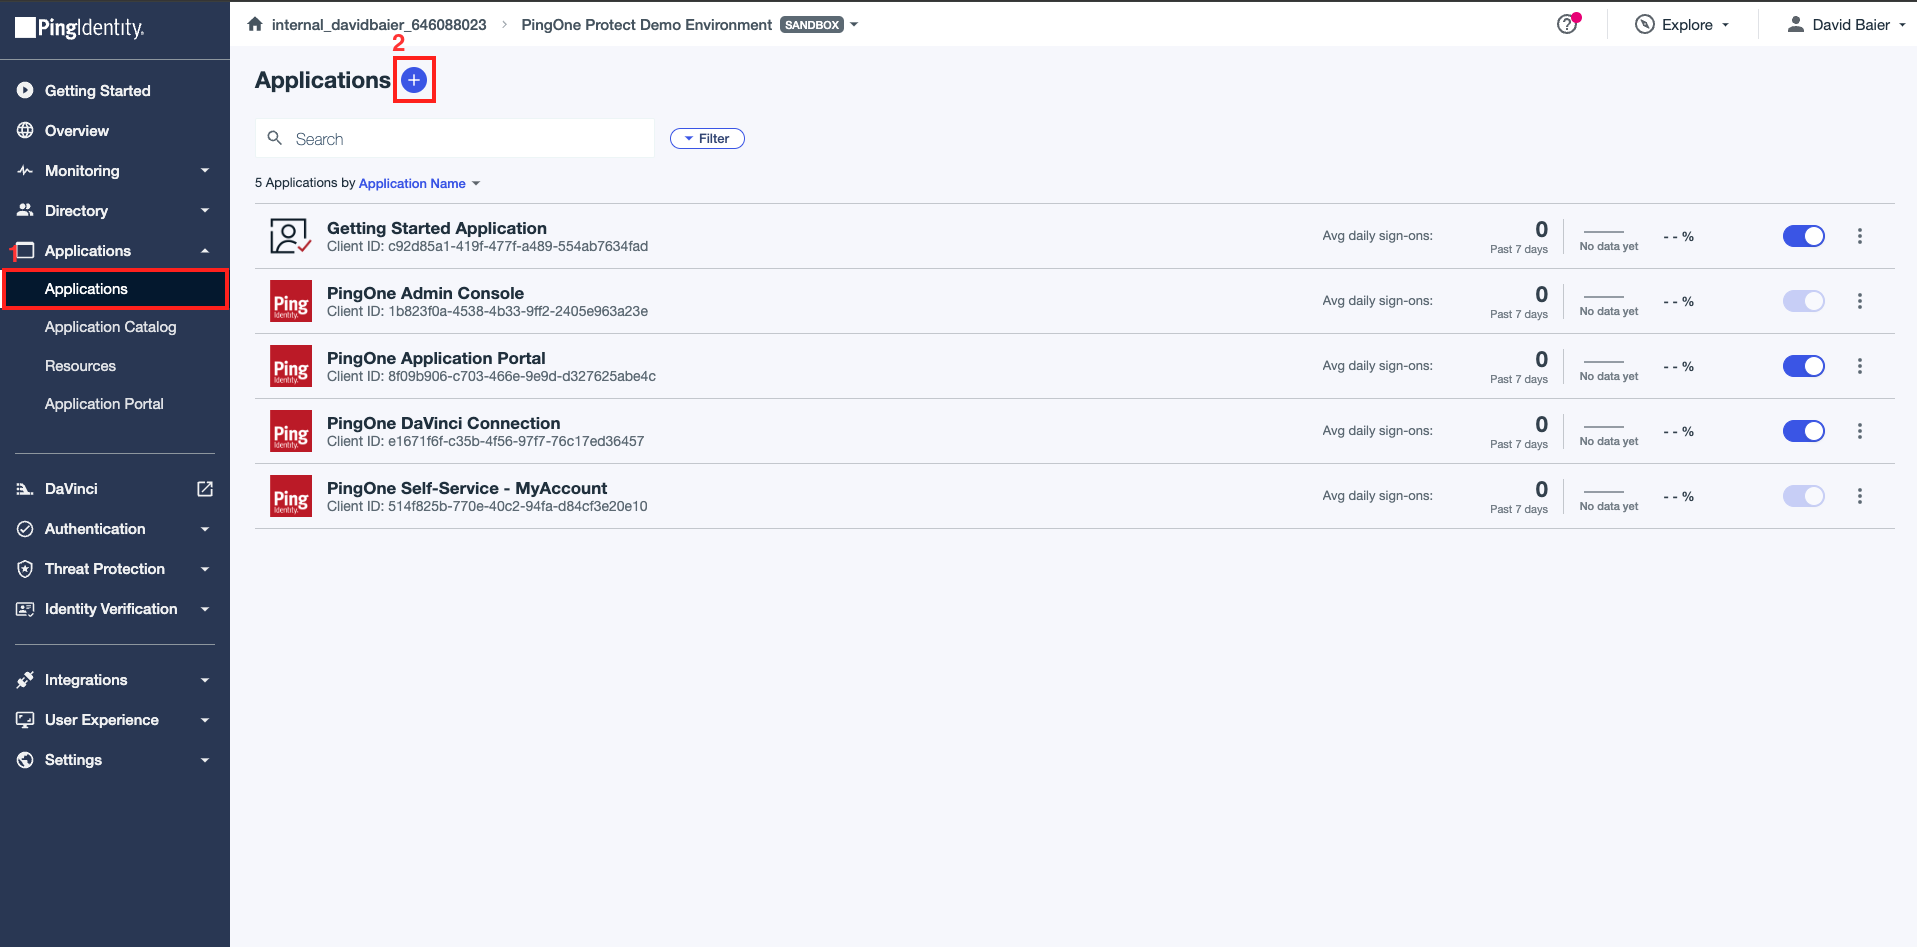 PingIdentity.
internal_davidbaier_646088023 > PingOne Protect Demo Environment SANDBOX
? Explore David Baier
2
Applications +
Getting Started
Overview
Monitoring
Directory
1 Applications
Applications
Application Catalog
Resources
Application Portal
DaVinci
Authentication
Threat Protection
Identity Verification
Integrations
User Experience
Settings
Search
Filter
5 Applications by Application Name
Getting Started Application
Client ID: c92d85a1-419f-477f-a489-554ab7634fad
Avg daily sign-ons: 0
Past 7 days
No data yet
- - %
Ping
Identity.
PingOne Admin Console
Client ID: 1b823f0a-4538-4b33-9ff2-2405e963a23e
Avg daily sign-ons: 0
Past 7 days
No data yet
- - %
Ping
Identity.
PingOne Application Portal
Client ID: 8f09b906-c703-466e-9e9d-d327625abe4c
Avg daily sign-ons: 0
Past 7 days
No data yet
- - %
Ping
Identity.
PingOne DaVinci Connection
Client ID: e1671f6f-c35b-4f56-97f7-76c17ed36457
Avg daily sign-ons: 0
Past 7 days
No data yet
- - %
Ping
Identity.
PingOne Self-Service - MyAccount
Client ID: 514f825b-770e-40c2-94fa-d84cf3e20e10
Avg daily sign-ons: 0
Past 7 days
No data yet
- - %